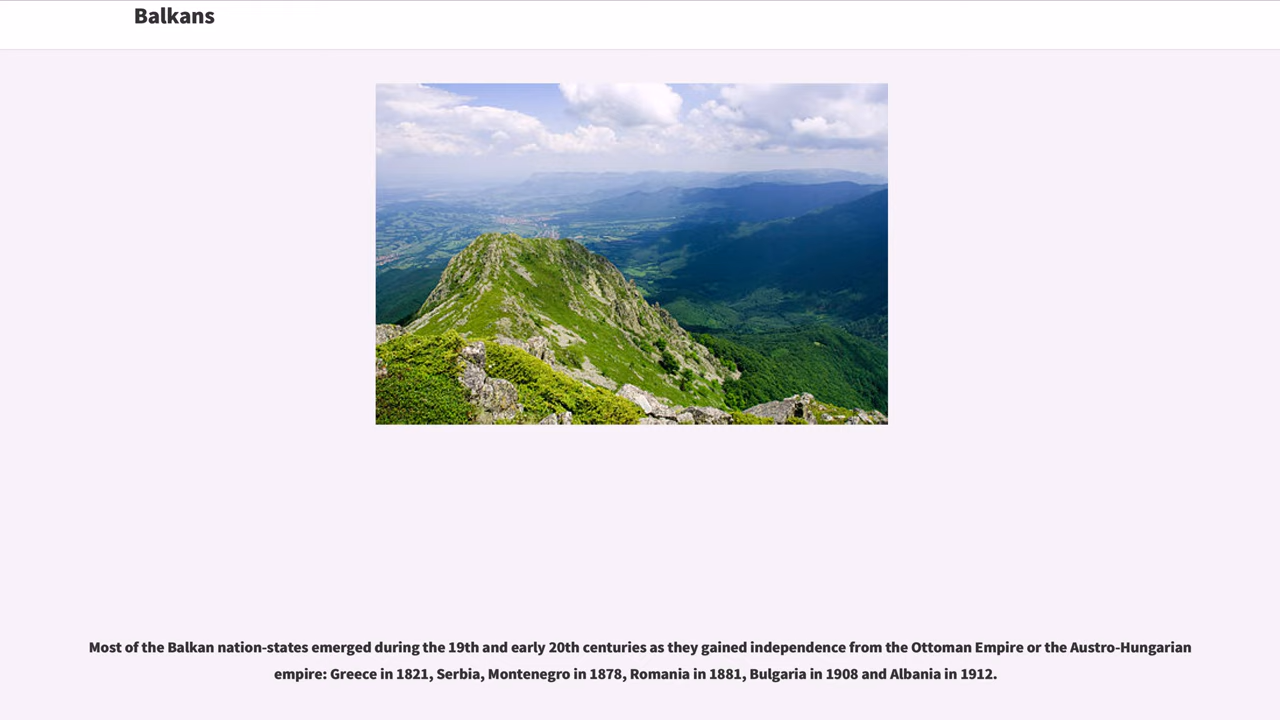 Balkans
Most of the Balkan nation-states emerged during the 19th and early 20th centuries as they gained independence from the Ottoman Empire or the Austro-Hungarian
empire: Greece in 1821, Serbia, Montenegro in 1878, Romania in 1881, Bulgaria in 1908 and Albania in 1912.